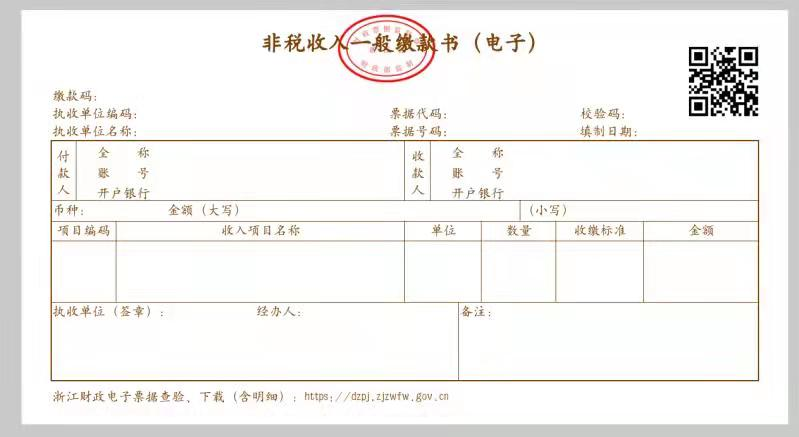 非税收入一般缴款书（电子）
财政部监制
缴款码：
执收单位编码： 票据代码： 校验码：
执收单位名称： 票据号码： 填制日期：
付款人 全 称 收款人 全 称
账 号 账 号
开户银行 开户银行
币种： 金额（大写） （小写）
项目编码 收入项目名称 单位 数量 收缴标准 金额
执收单位（签章）： 经办人： 备注：
浙江财政电子票据查验、下载（含明细）：https://dzpj.zjzwfw.gov.cn